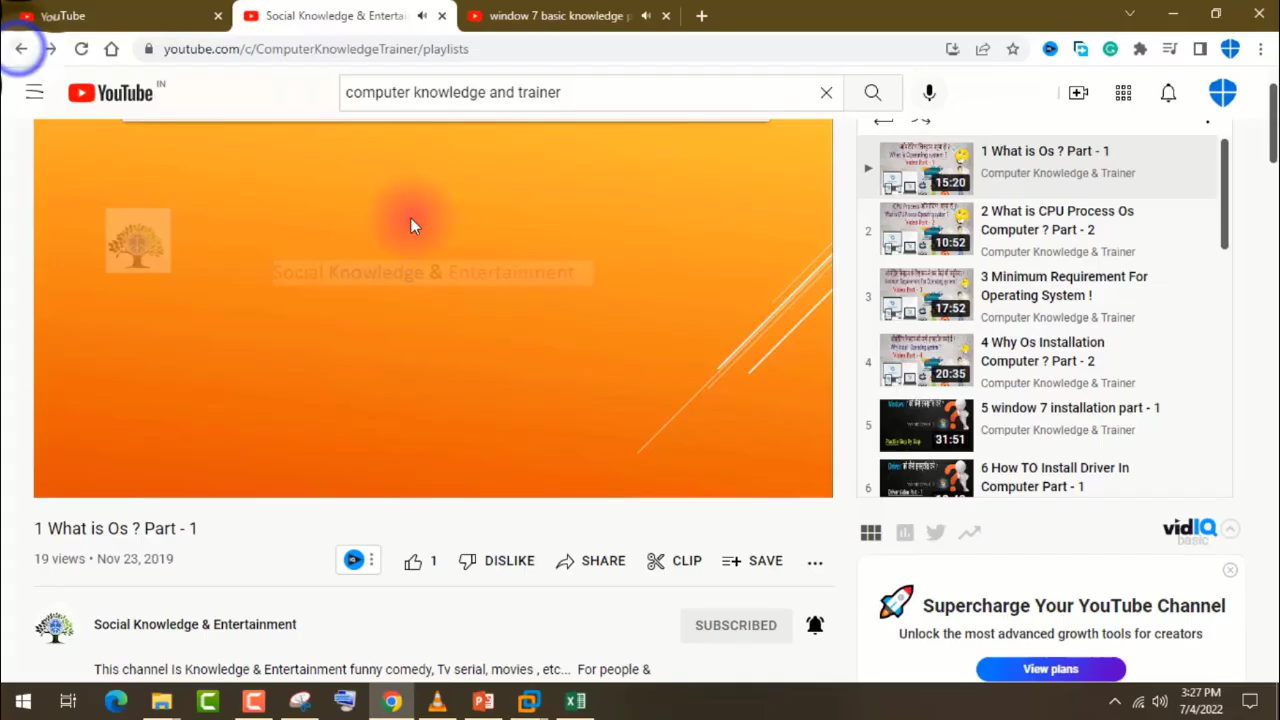 YouTube
Social Knowledge & Enterta
window 7 basic knowledge p
youtube.com/c/ComputerKnowledgeTrainer/playlists
YouTube IN
computer knowledge and trainer
Social Knowledge & Entertainment
1 What is Os ? Part - 1
Computer Knowledge & Trainer
15:20
2
2 What is CPU Process Os
Computer ? Part - 2
Computer Knowledge & Trainer
10:52
3
3 Minimum Requirement For
Operating System !
Computer Knowledge & Trainer
17:52
4
4 Why Os Installation
Computer ? Part - 2
Computer Knowledge & Trainer
20:35
5
5 window 7 installation part - 1
Computer Knowledge & Trainer
31:51
6
6 How TO Install Driver In
Computer Part - 1
1 What is Os ? Part - 1
19 views • Nov 23, 2019
1
DISLIKE
SHARE
CLIP
SAVE
vidIQ
basic
Supercharge Your YouTube Channel
Unlock the most advanced growth tools for creators
View plans
Social Knowledge & Entertainment
SUBSCRIBED
This channel Is Knowledge & Entertainment funny comedy, Tv serial, movies , etc... For people &
3:27 PM
7/4/2022